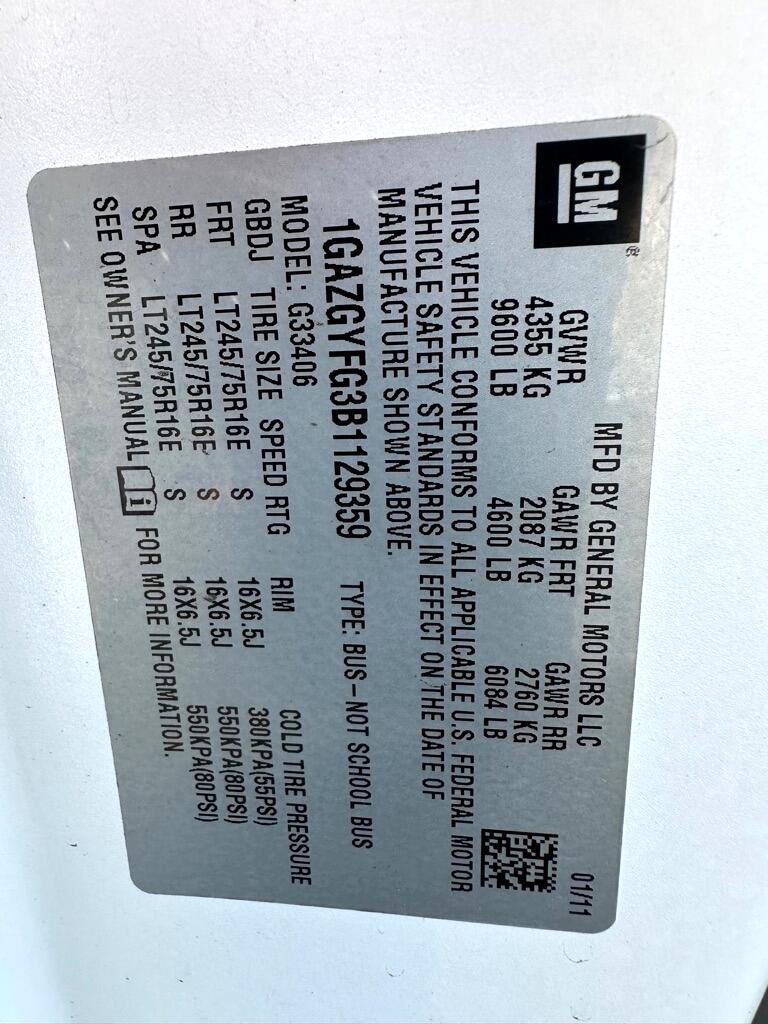 GM®
MFD BY GENERAL MOTORS LLC 01/11
GVWR GAWR FRT GAWR RR
4355 KG 2087 KG 2760 KG
9600 LB 4600 LB 6084 LB
THIS VEHICLE CONFORMS TO ALL APPLICABLE U.S. FEDERAL MOTOR
VEHICLE SAFETY STANDARDS IN EFFECT ON THE DATE OF
MANUFACTURE SHOWN ABOVE.
1GAZGYFG3B1129359 TYPE: BUS–NOT SCHOOL BUS
MODEL: G33406
GBDJ TIRE SIZE SPEED RTG RIM COLD TIRE PRESSURE
FRT LT245/75R16E S 16X6.5J 380KPA(55PSI)
RR LT245/75R16E S 16X6.5J 550KPA(80PSI)
SPA LT245/75R16E S 16X6.5J 550KPA(80PSI)
SEE OWNER'S MANUAL i FOR MORE INFORMATION.